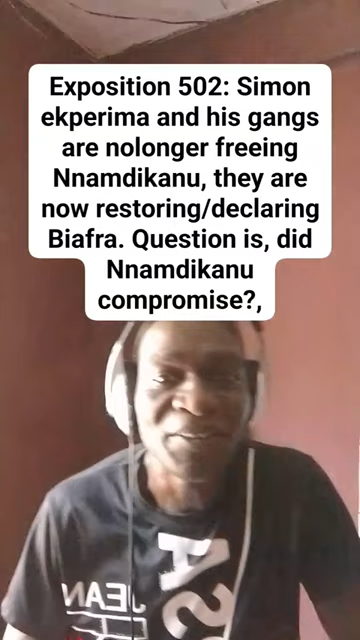 Exposition 502: Simon
ekperima and his gangs
are nolonger freeing
Nnamdikanu, they are
now restoring/declaring
Biafra. Question is, did
Nnamdikanu
compromise?,
JEAN